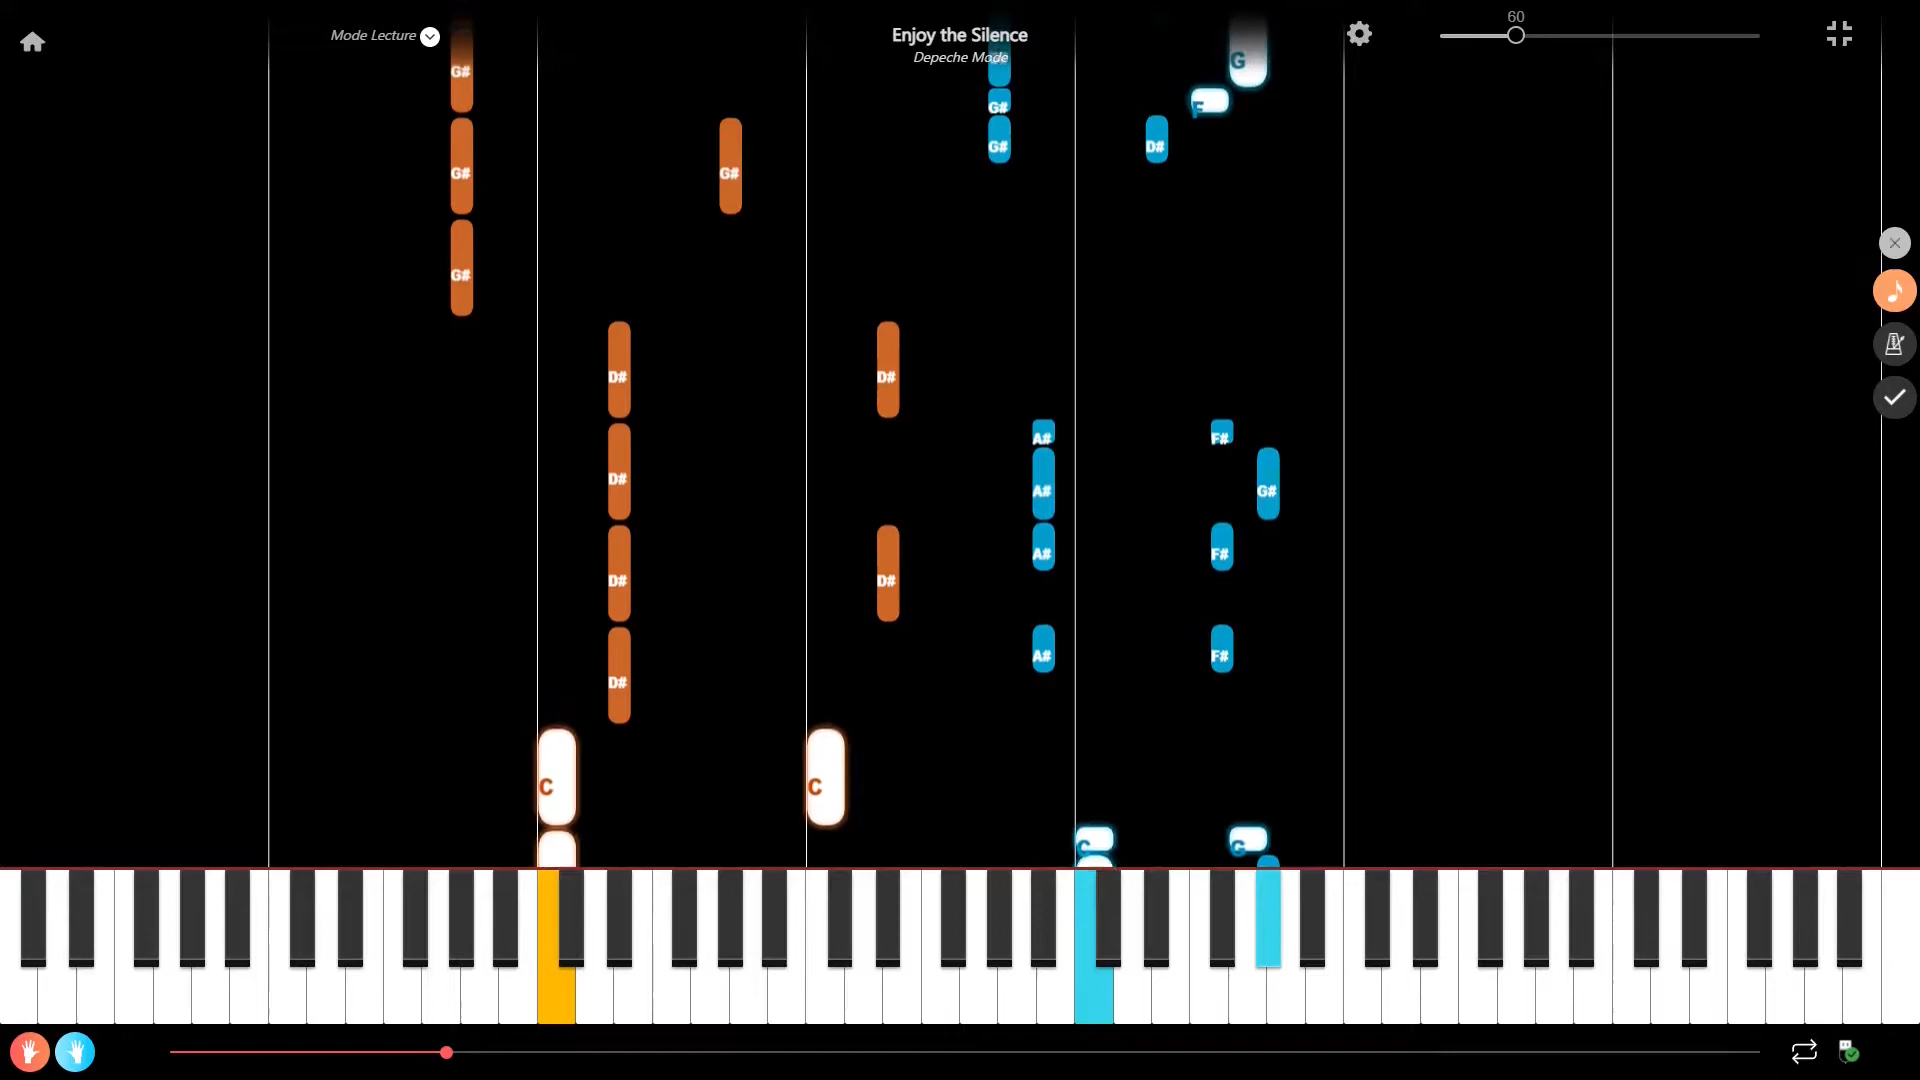 60
Mode Lecture
Enjoy the Silence
Depeche Mode
G
G#
G#
F
G#
D#
G#
G#
G#
D#
D#
A#
F#
D#
A#
G#
A#
F#
D#
D#
A#
F#
D#
C
C
C
G